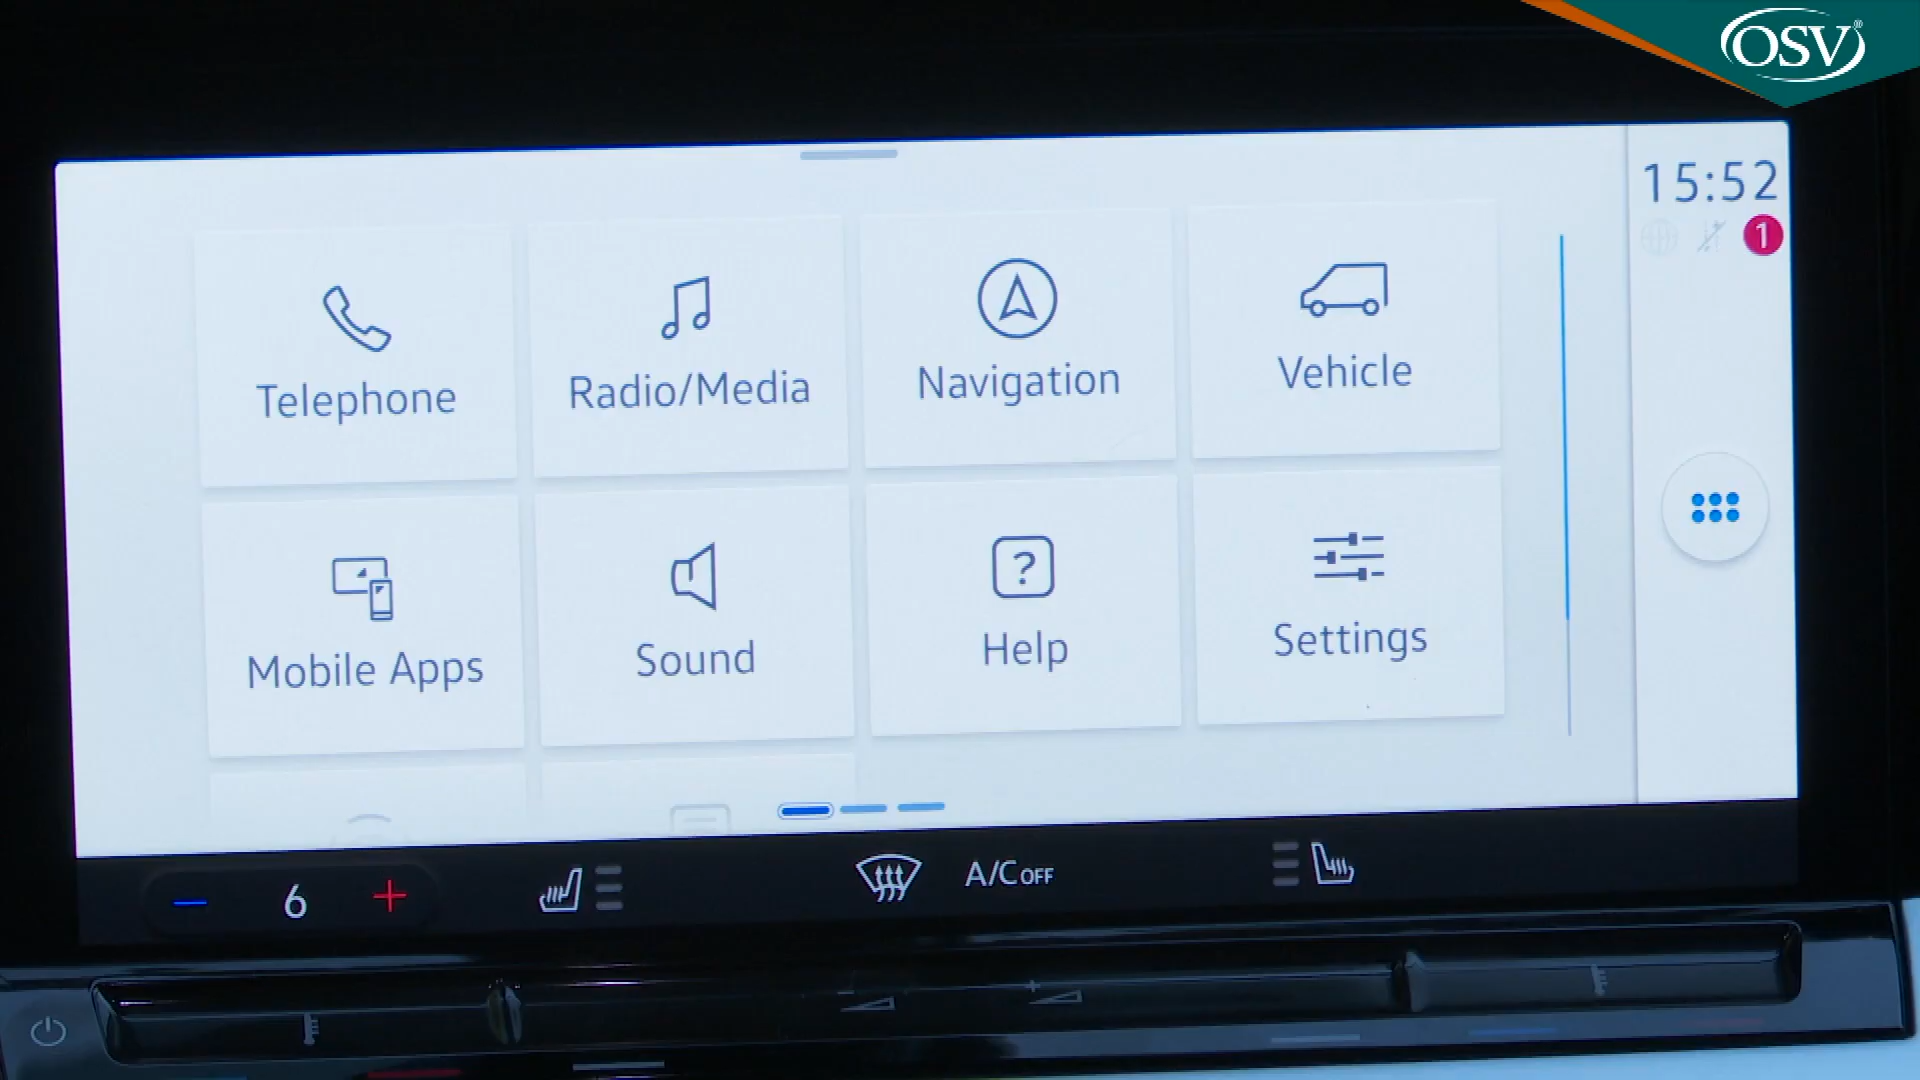 OSV®
15:52
1
Telephone
Radio/Media
Navigation
Vehicle
Mobile Apps
Sound
?
Help
Settings
6
A/C OFF